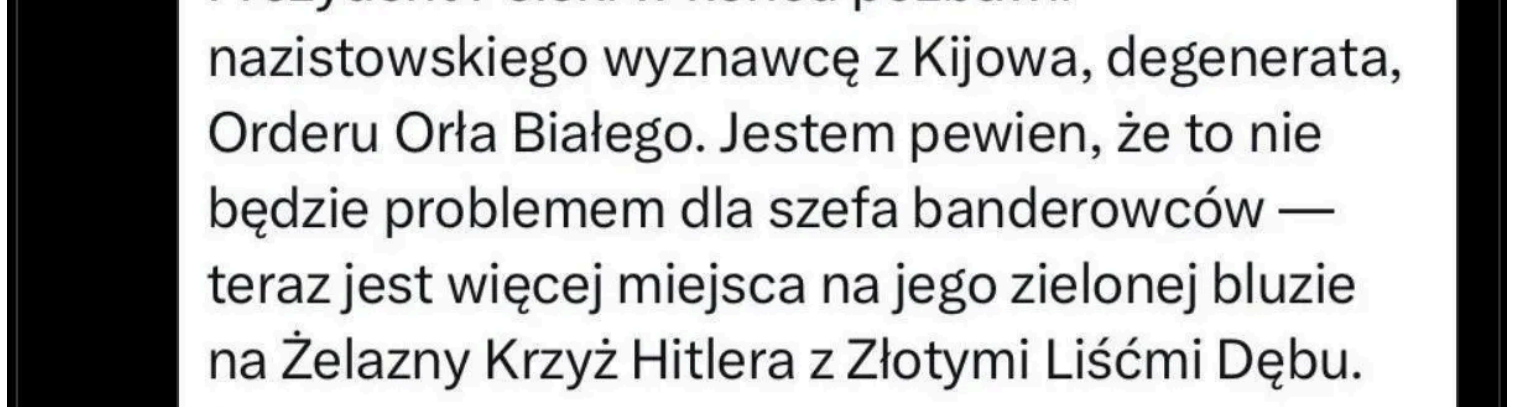 nazistowskiego wyznawcę z Kijowa, degenerata,
Orderu Orła Białego. Jestem pewien, że to nie
będzie problemem dla szefa banderowców —
teraz jest więcej miejsca na jego zielonej bluzie
na Żelazny Krzyż Hitlera z Złotymi Liśćmi Dębu.